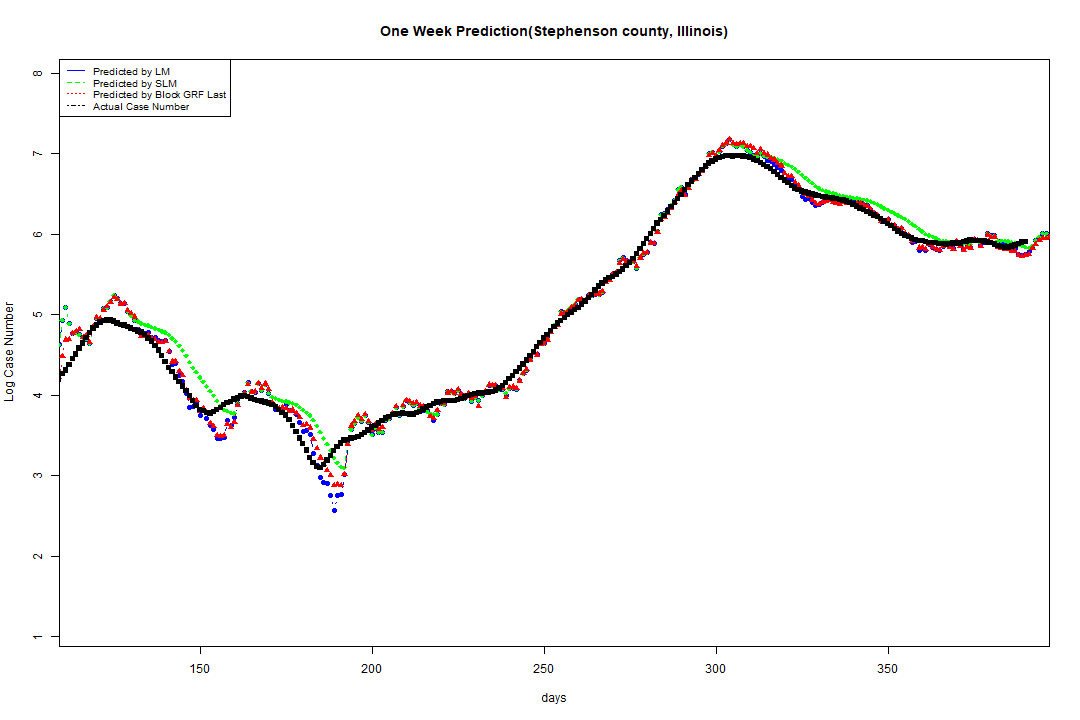 One Week Prediction(Stephenson county, Illinois)
Predicted by LM
Predicted by SLM
Predicted by Block GRF Last
Actual Case Number
8
7
6
5
4
3
2
1
Log Case Number
150
200
250
300
350
days